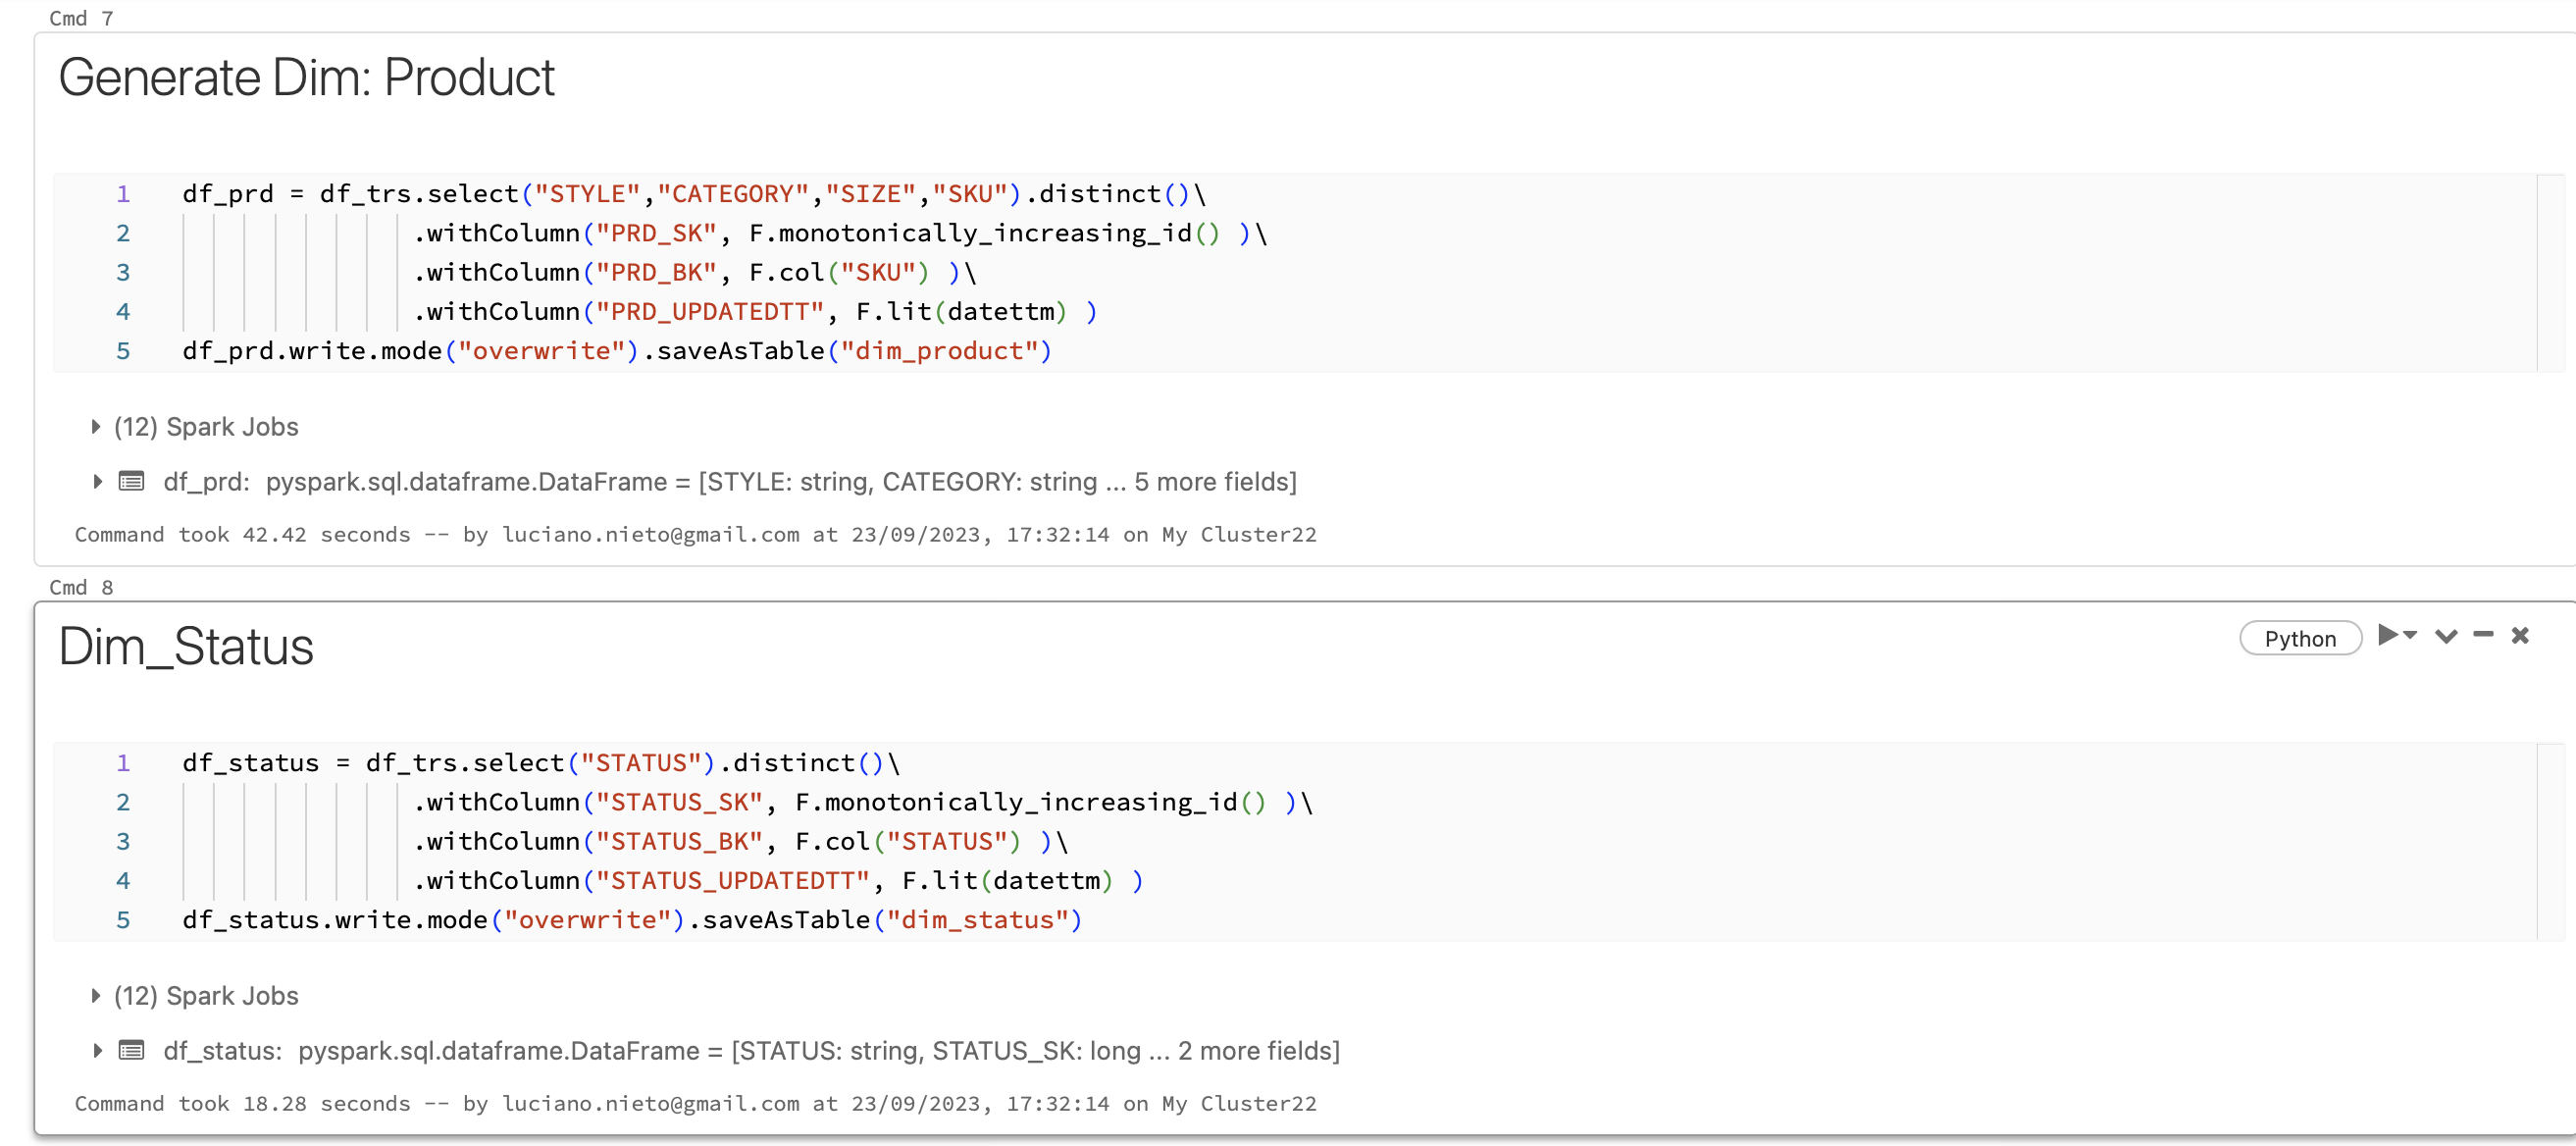 Cmd 7
Generate Dim: Product
1 df_prd = df_trs.select("STYLE","CATEGORY","SIZE","SKU").distinct()\
2 .withColumn("PRD_SK", F.monotonically_increasing_id() )\
3 .withColumn("PRD_BK", F.col("SKU") )\
4 .withColumn("PRD_UPDATEDTT", F.lit(datettm) )
5 df_prd.write.mode("overwrite").saveAsTable("dim_product")
(12) Spark Jobs
df_prd: pyspark.sql.dataframe.DataFrame = [STYLE: string, CATEGORY: string ... 5 more fields]
Command took 42.42 seconds -- by luciano.nieto@gmail.com at 23/09/2023, 17:32:14 on My Cluster22
Cmd 8
Dim_Status
Python
1 df_status = df_trs.select("STATUS").distinct()\
2 .withColumn("STATUS_SK", F.monotonically_increasing_id() )\
3 .withColumn("STATUS_BK", F.col("STATUS") )\
4 .withColumn("STATUS_UPDATEDTT", F.lit(datettm) )
5 df_status.write.mode("overwrite").saveAsTable("dim_status")
(12) Spark Jobs
df_status: pyspark.sql.dataframe.DataFrame = [STATUS: string, STATUS_SK: long ... 2 more fields]
Command took 18.28 seconds -- by luciano.nieto@gmail.com at 23/09/2023, 17:32:14 on My Cluster22